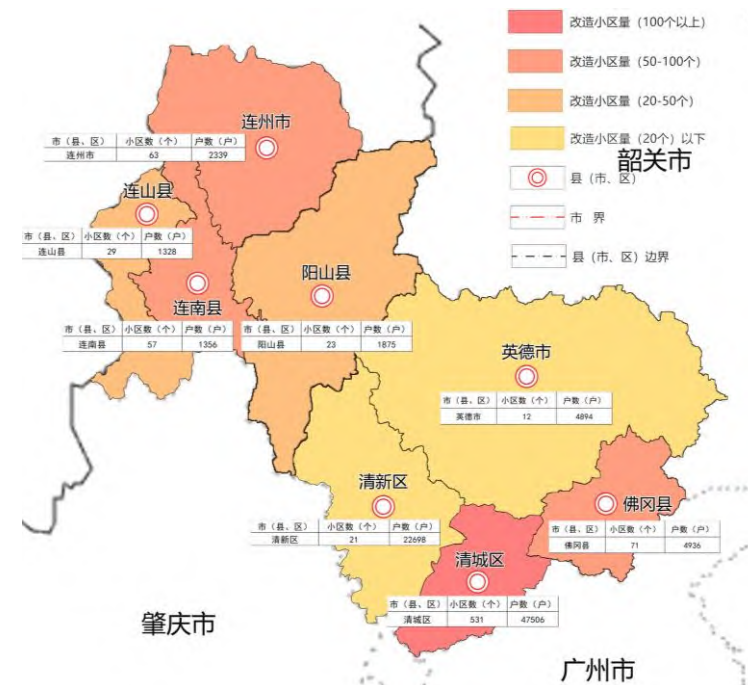 改造小区量（100个以上）
改造小区量（50-100个）
改造小区量（20-50个）
改造小区量（20个）以下
韶关市
县（市、区）
市 界
县（市、区）边界
连州市
市（县、区） 小区数（个） 户数（户）
连州市 63 2339
连山县
市（县、区） 小区数（个） 户数（户）
连山县 29 1328
连南县
市（县、区） 小区数（个） 户数（户）
连南县 57 1356
阳山县
市（县、区） 小区数（个） 户数（户）
阳山县 23 1875
英德市
市（县、区） 小区数（个） 户数（户）
英德市 12 4894
清新区
市（县、区） 小区数（个） 户数（户）
清新区 21 22698
佛冈县
市（县、区） 小区数（个） 户数（户）
佛冈县 71 4936
清城区
市（县、区） 小区数（个） 户数（户）
清城区 531 47506
肇庆市
广州市